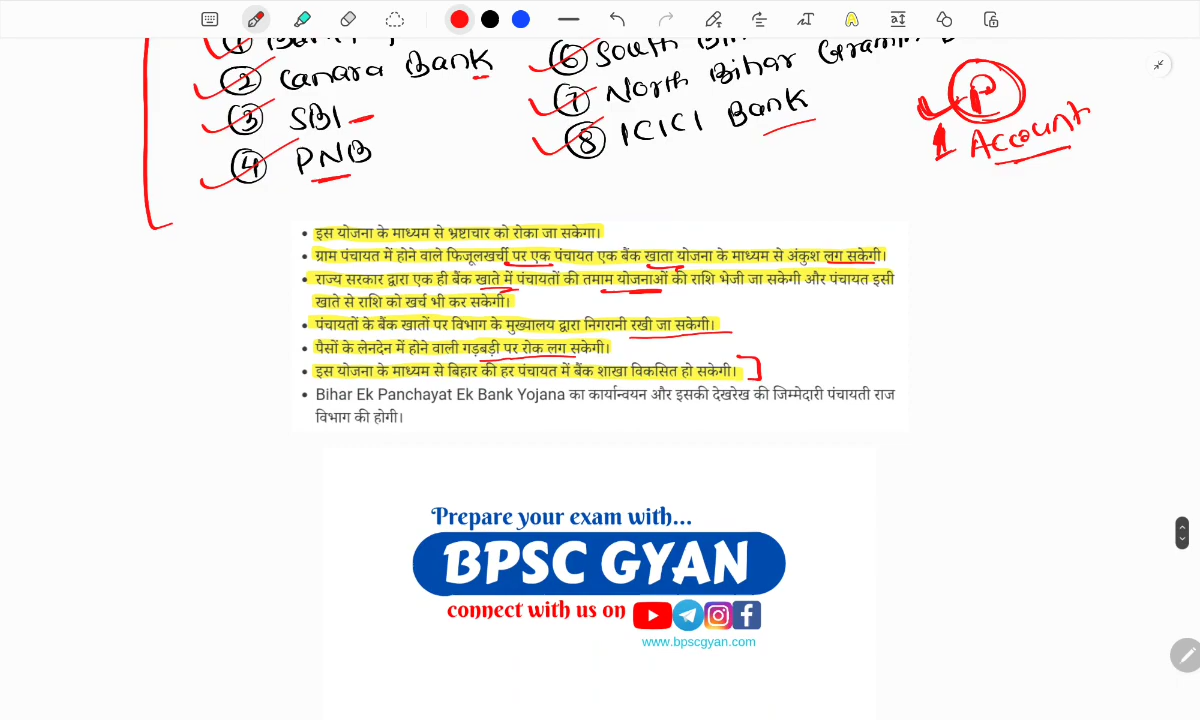 ② Canara Bank
③ SBI
④ PNB
⑥ South
⑦ North Bihar Gramin
⑧ ICICI Bank
P
1 Account
• इस योजना के माध्यम से भ्रष्टाचार को रोका जा सकेगा।
• ग्राम पंचायत में होने वाले फिजूलखर्ची पर एक पंचायत एक बैंक खाता योजना के माध्यम से अंकुश लग सकेगी।
• राज्य सरकार द्वारा एक ही बैंक खाते में पंचायतों की तमाम योजनाओं की राशि भेजी जा सकेगी और पंचायत इसी
खाते से राशि को खर्च भी कर सकेगी।
• पंचायतों के बैंक खातों पर विभाग के मुख्यालय द्वारा निगरानी रखी जा सकेगी।
• पैसों के लेनदेन में होने वाली गड़बड़ी पर रोक लग सकेगी।
• इस योजना के माध्यम से बिहार की हर पंचायत में बैंक शाखा विकसित हो सकेगी।
• Bihar Ek Panchayat Ek Bank Yojana का कार्यान्वयन और इसकी देखरेख की जिम्मेदारी पंचायती राज
विभाग की होगी।
Prepare your exam with...
BPSC GYAN
connect with us on
www.bpscgyan.com